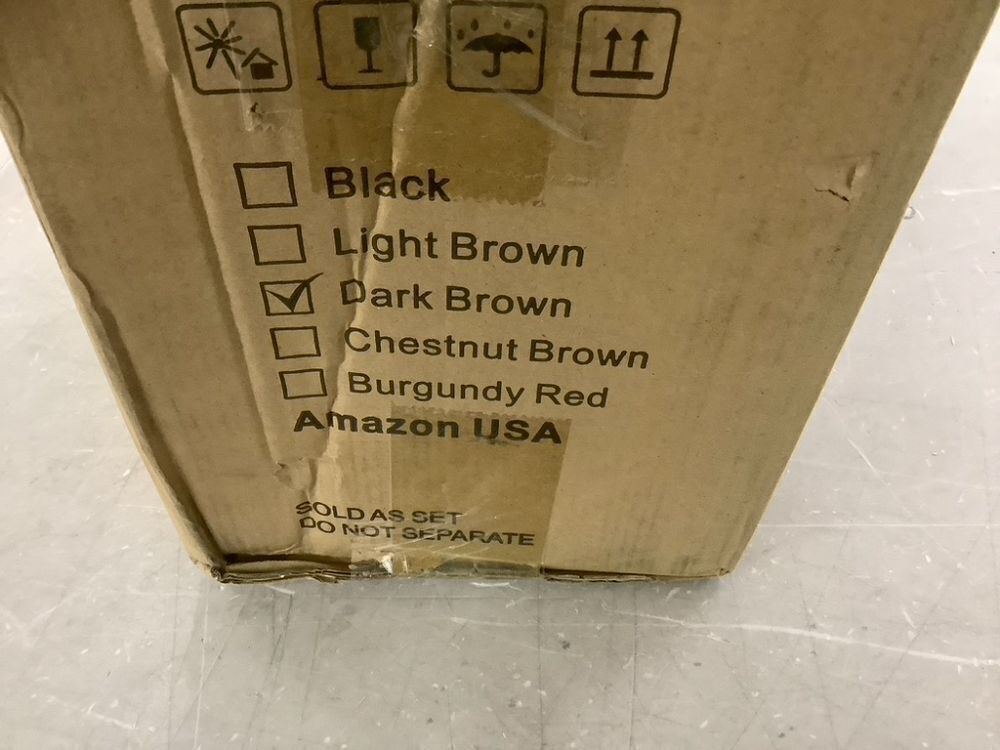 Black
Light Brown
Dark Brown
Chestnut Brown
Burgundy Red
Amazon USA
SOLD AS SET
DO NOT SEPARATE